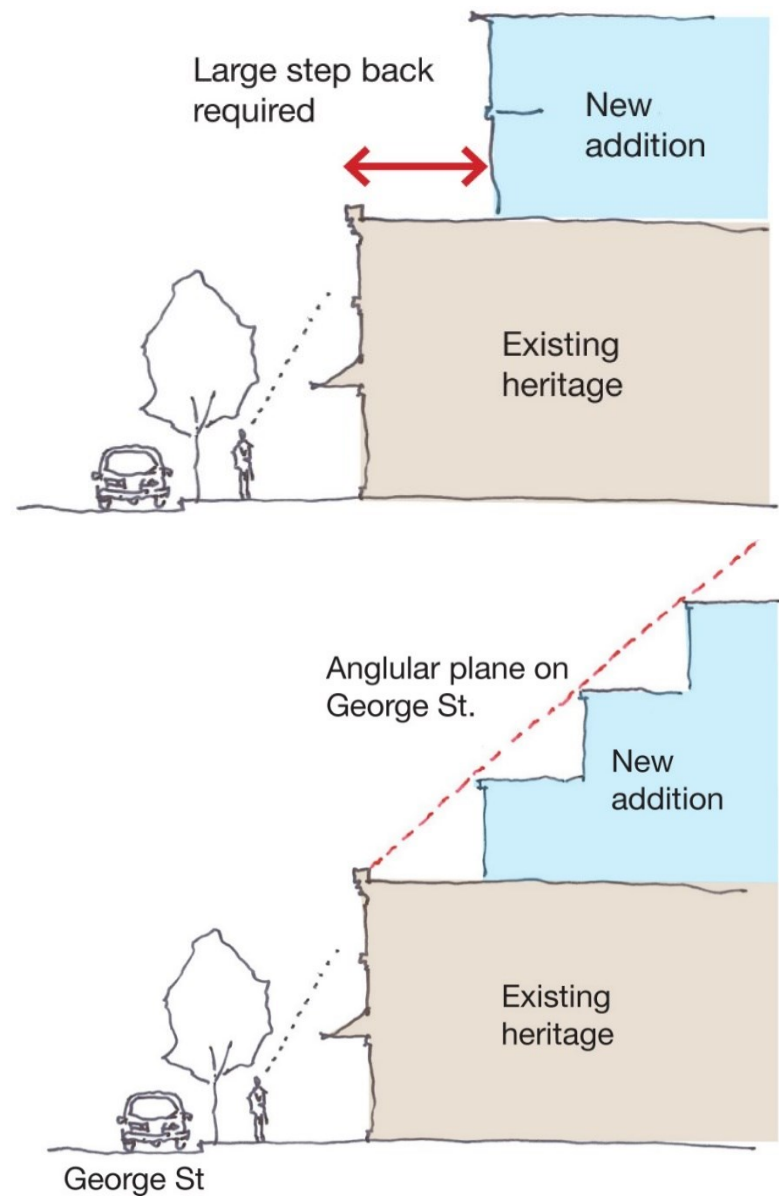 Large step back
required
New
addition
Existing
heritage
Anglular plane on
George St.
New
addition
Existing
heritage
George St